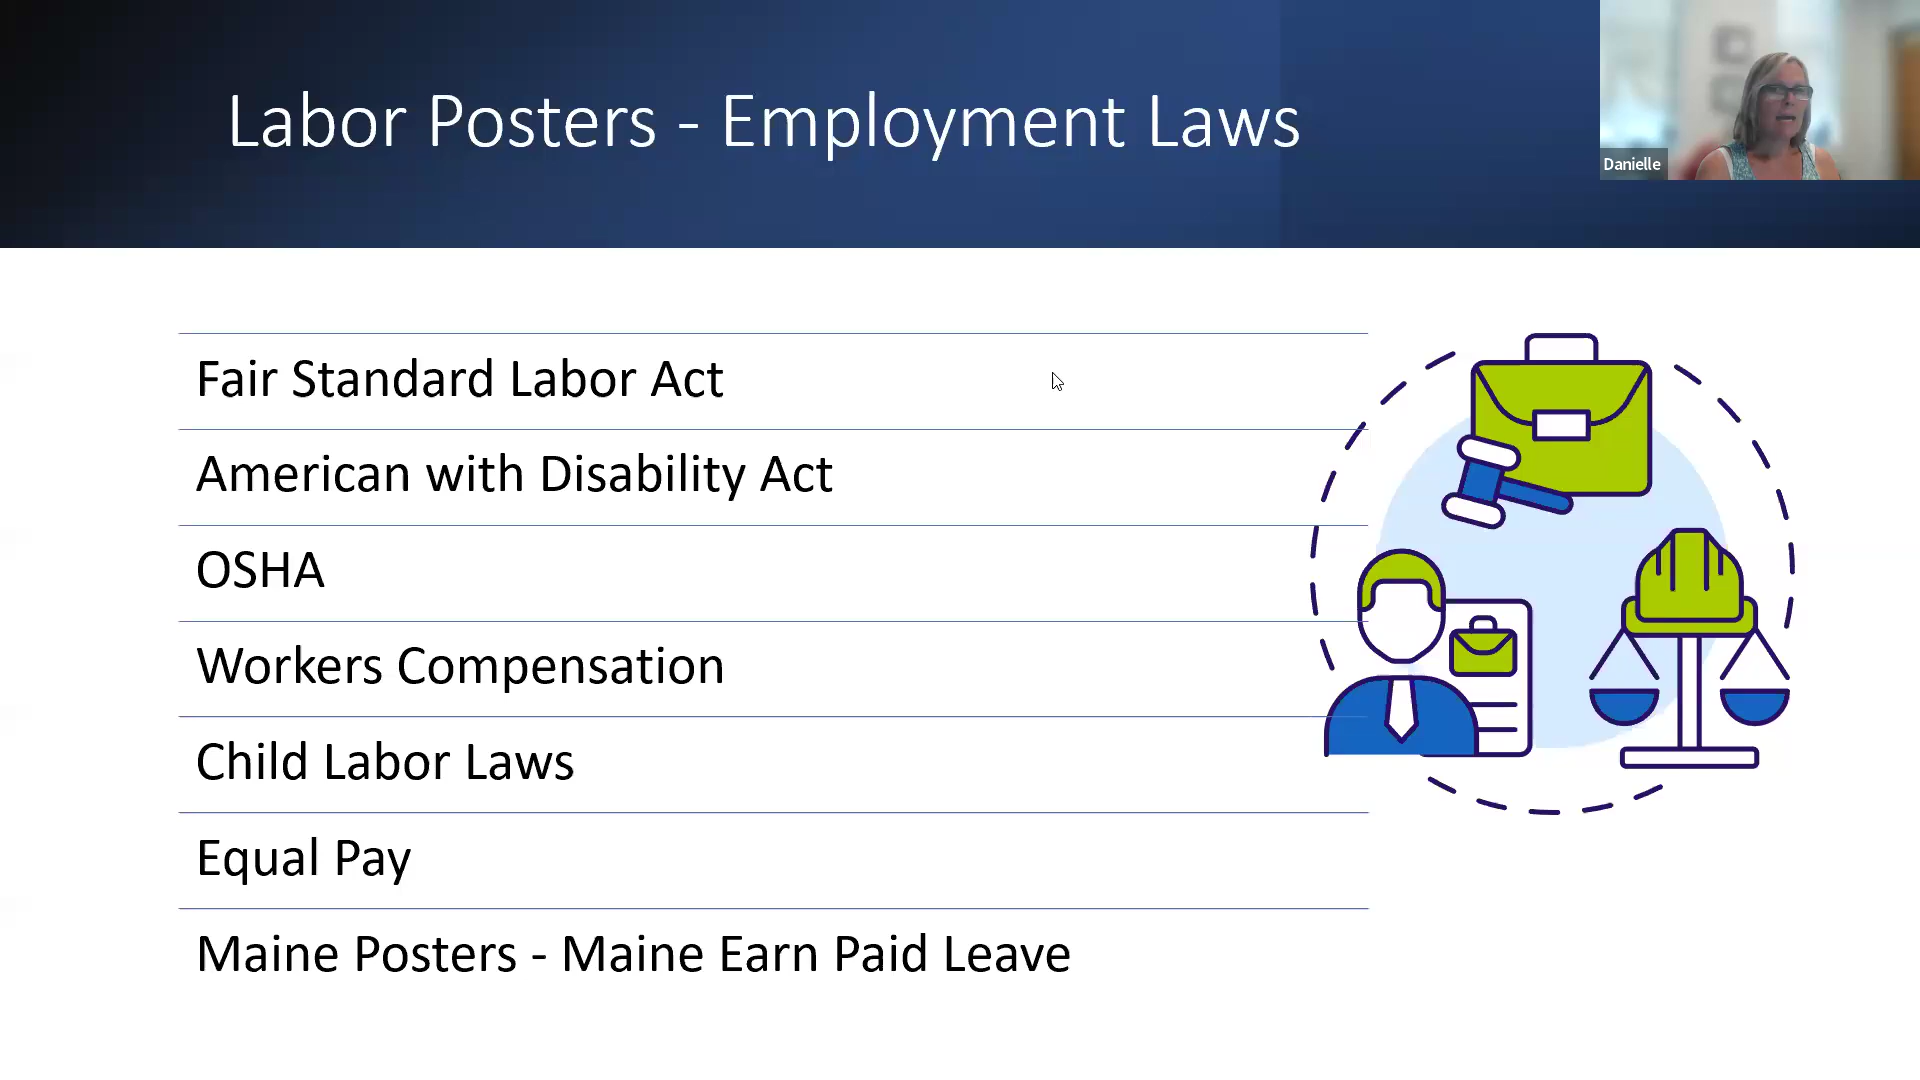 Labor Posters - Employment Laws
Danielle
Fair Standard Labor Act
American with Disability Act
OSHA
Workers Compensation
Child Labor Laws
Equal Pay
Maine Posters - Maine Earn Paid Leave